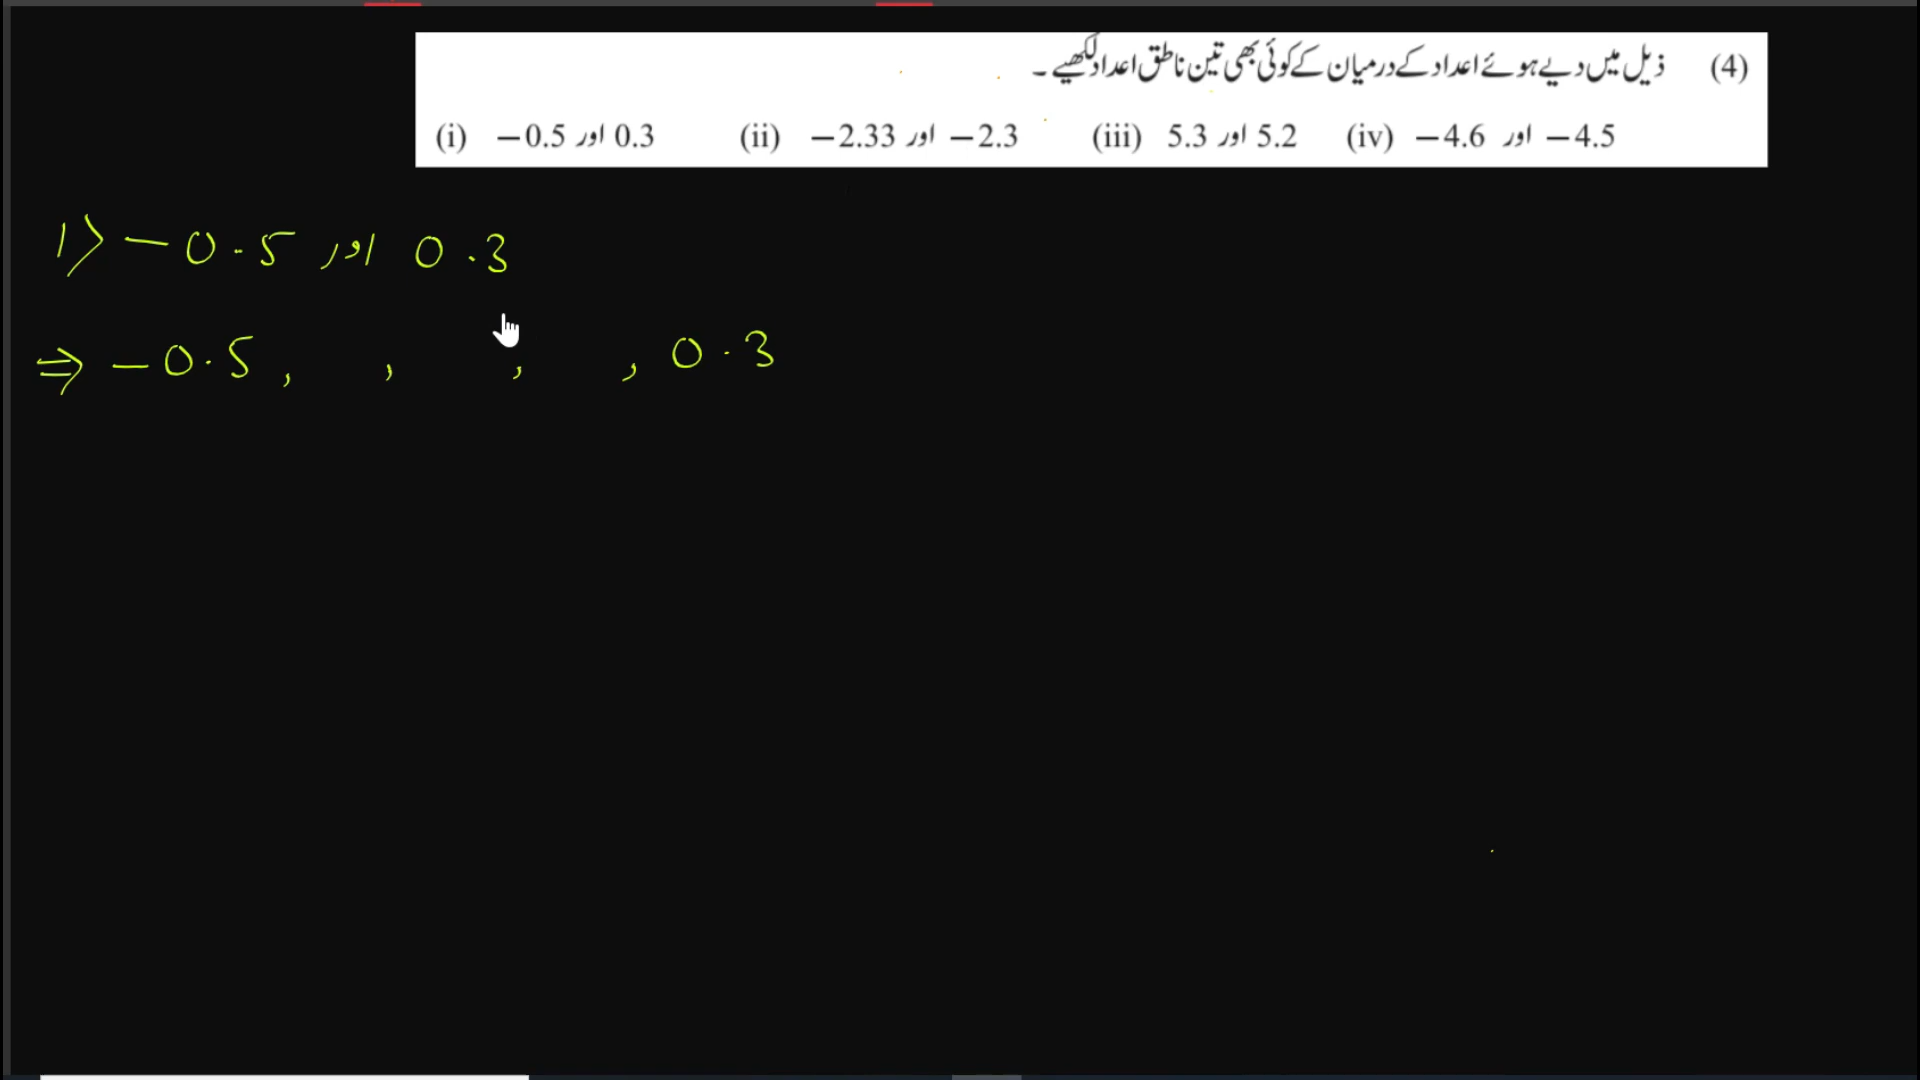 (4) ذیل میں دیے ہوئے اعداد کے درمیان کے کوئی بھی تین ناطق اعداد لکھیے ۔
(i) −0.5 اور 0.3 (ii) −2.33 اور −2.3 (iii) 5.3 اور 5.2 (iv) −4.6 اور −4.5
1) −0.5 اور 0.3
⇒ −0.5 , , , , 0.3